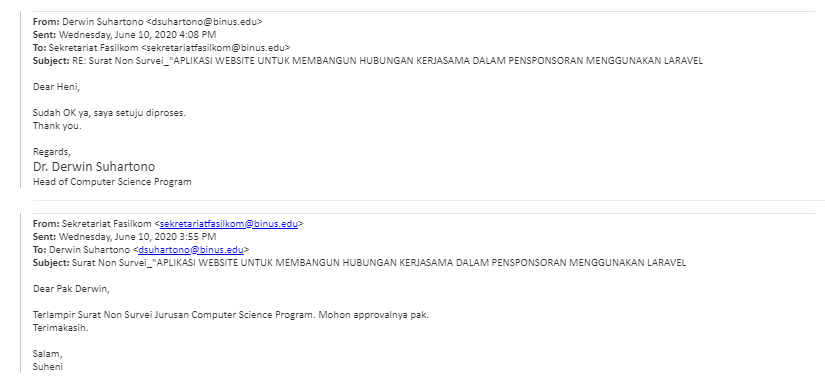 From: Derwin Suhartono <dsuhartono@binus.edu>
Sent: Wednesday, June 10, 2020 4:08 PM
To: Sekretariat Fasilkom <sekretariatfasilkom@binus.edu>
Subject: RE: Surat Non Survei_"APLIKASI WEBSITE UNTUK MEMBANGUN HUBUNGAN KERJASAMA DALAM PENSPONSORAN MENGGUNAKAN LARAVEL
Dear Heni,
Sudah OK ya, saya setuju diproses.
Thank you.
Regards,
Dr. Derwin Suhartono
Head of Computer Science Program
From: Sekretariat Fasilkom <sekretariatfasilkom@binus.edu>
Sent: Wednesday, June 10, 2020 3:55 PM
To: Derwin Suhartono <dsuhartono@binus.edu>
Subject: Surat Non Survei_"APLIKASI WEBSITE UNTUK MEMBANGUN HUBUNGAN KERJASAMA DALAM PENSPONSORAN MENGGUNAKAN LARAVEL
Dear Pak Derwin,
Terlampir Surat Non Survei Jurusan Computer Science Program. Mohon approvalnya pak.
Terimakasih.
Salam,
Suheni